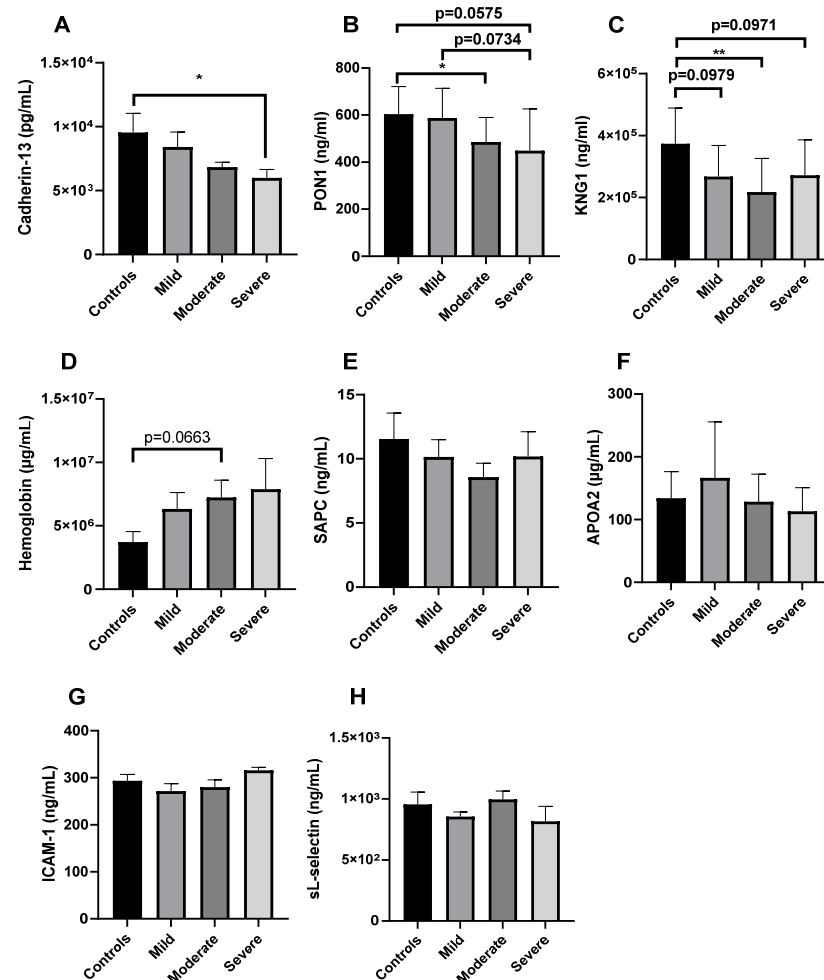 A
Cadherin-13 (pg/mL)
1.5×10⁴
1×10⁴
5×10³
0
*
Controls
Mild
Moderate
Severe
B
PON1 (ng/ml)
800
600
400
200
0
p=0.0575
p=0.0734
*
Controls
Mild
Moderate
Severe
C
KNG1 (ng/ml)
6×10⁵
4×10⁵
2×10⁵
0
p=0.0971
**
p=0.0979
Controls
Mild
Moderate
Severe
D
Hemoglobin (µg/mL)
1.5×10⁷
1×10⁷
5×10⁶
0
p=0.0663
Controls
Mild
Moderate
Severe
E
SAPC (ng/mL)
15
10
5
0
Controls
Mild
Moderate
Severe
F
APOA2 (µg/mL)
300
200
100
0
Controls
Mild
Moderate
Severe
G
ICAM-1 (ng/mL)
400
300
200
100
0
Controls
Mild
Moderate
Severe
H
sL-selectin (ng/mL)
1.5×10³
1×10³
5×10²
0
Controls
Mild
Moderate
Severe